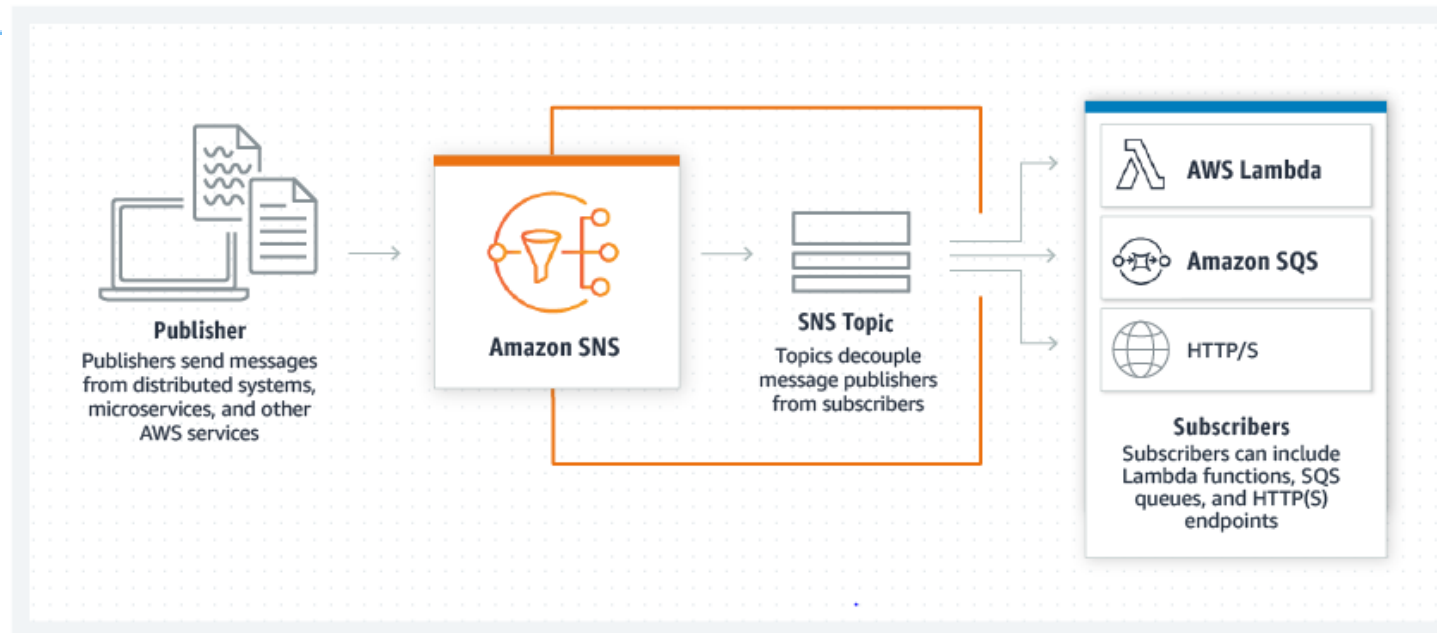 Publisher
Publishers send messages
from distributed systems,
microservices, and other
AWS services
Amazon SNS
SNS Topic
Topics decouple
message publishers
from subscribers
AWS Lambda
Amazon SQS
HTTP/S
Subscribers
Subscribers can include
Lambda functions, SQS
queues, and HTTP(S)
endpoints